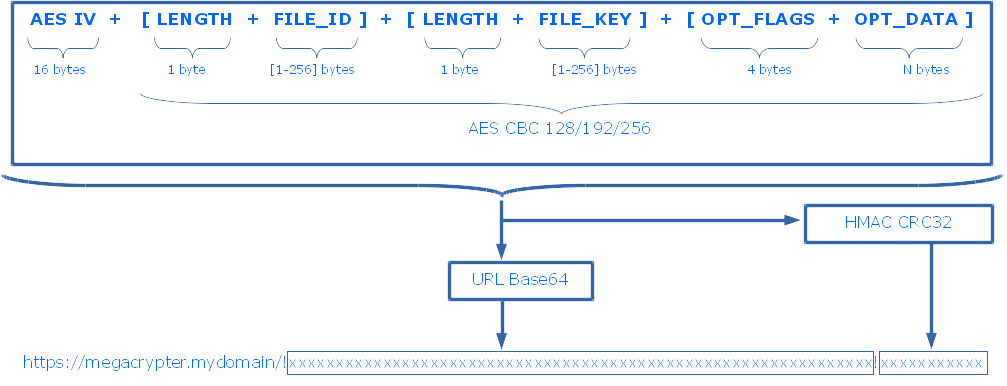 AES IV + [ LENGTH + FILE_ID ] + [ LENGTH + FILE_KEY ] + [ OPT_FLAGS + OPT_DATA ]
16 bytes 1 byte [1-256] bytes 1 byte [1-256] bytes 4 bytes N bytes
AES CBC 128/192/256
HMAC CRC32
URL Base64
https://megacrypter.mydomain/!xxxxxxxxxxxxxxxxxxxxxxxxxxxxxxxxxxxxxxxxxxxxxxxxxxxxxxxxxxxxxx!xxxxxxxxxxx